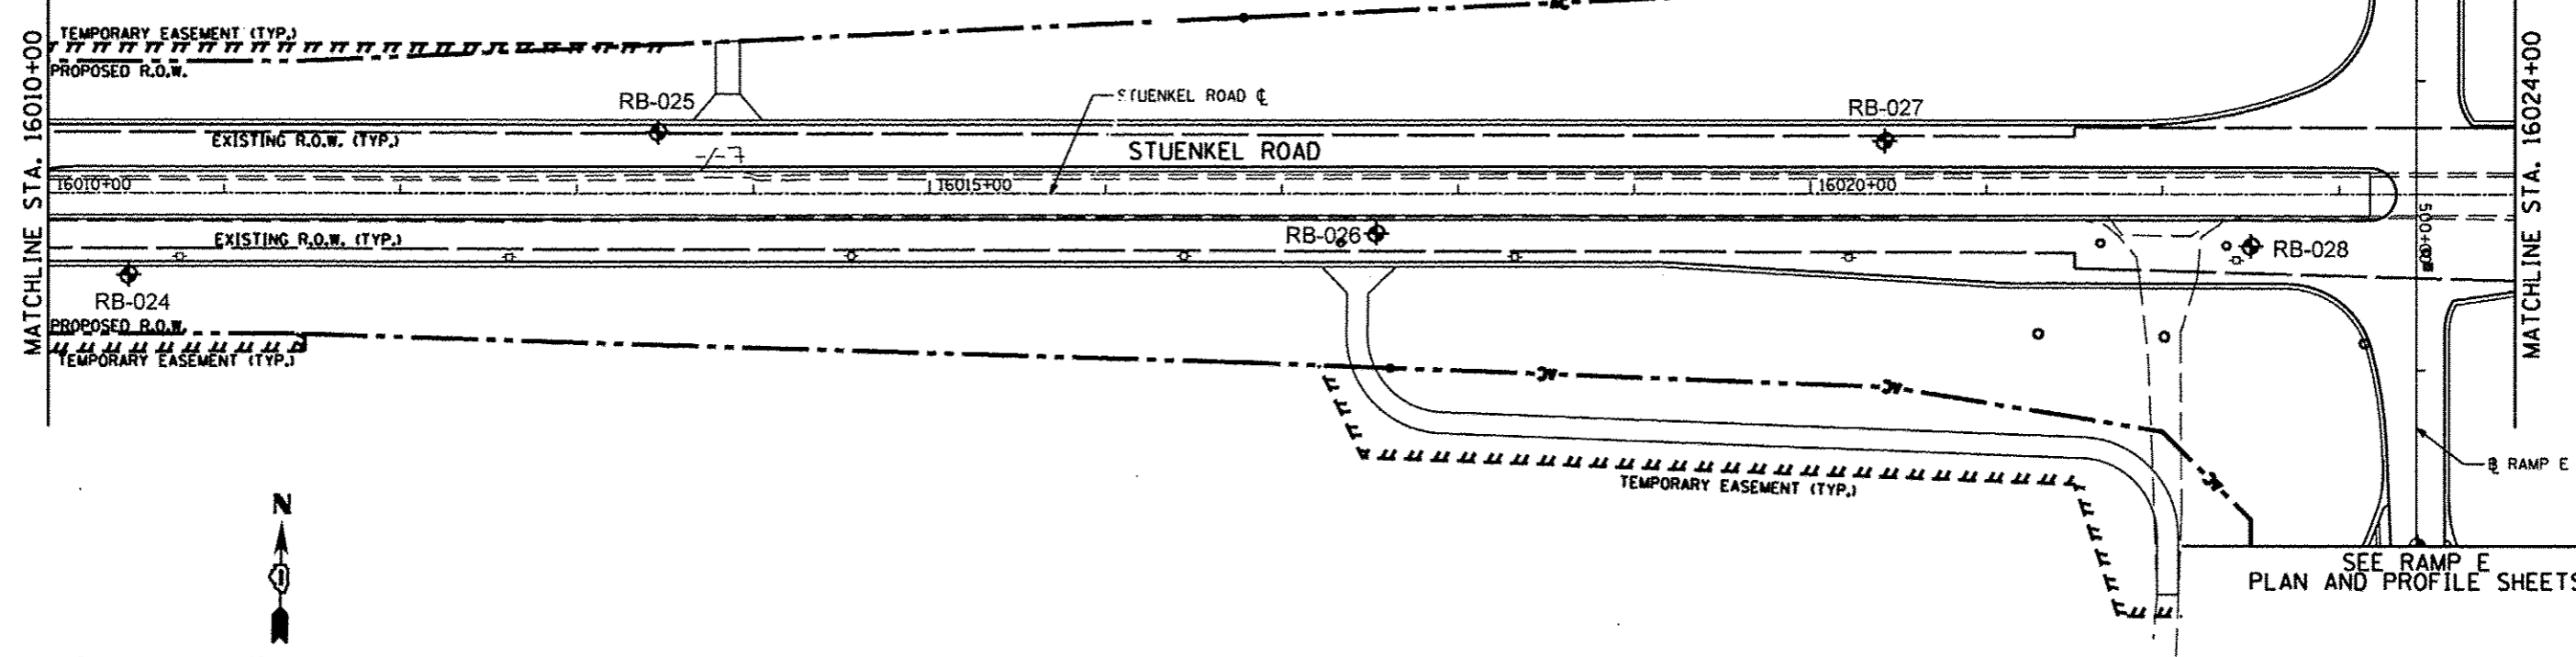 TEMPORARY EASEMENT (TYP.)
PROPOSED R.O.W.
MATCHLINE STA. 16010+00
RB-025
STUENKEL ROAD ℄
RB-027
EXISTING R.O.W. (TYP.)
STUENKEL ROAD
16010+00
16015+00
16020+00
MATCHLINE STA. 16024+00
EXISTING R.O.W. (TYP.)
RB-026
RB-028
RB-024
PROPOSED R.O.W.
TEMPORARY EASEMENT (TYP.)
TEMPORARY EASEMENT (TYP.)
RAMP E
N
SEE RAMP E
PLAN AND PROFILE SHEETS